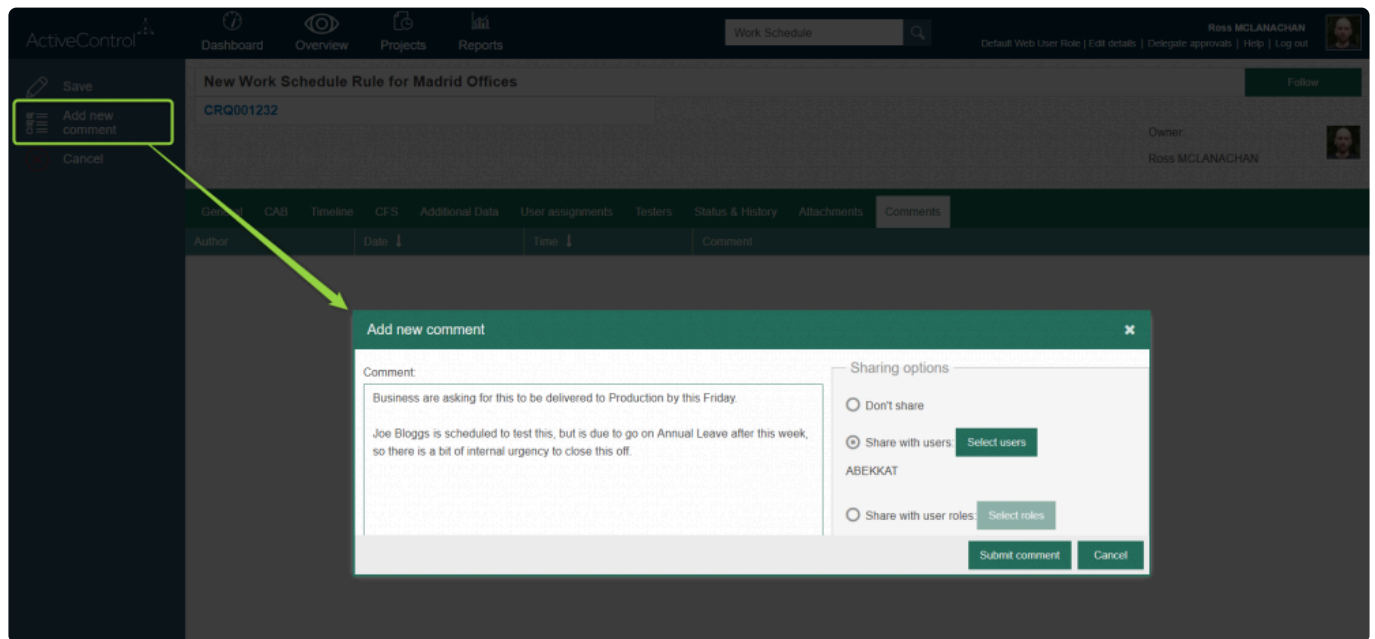 ActiveControl
Dashboard
Overview
Projects
Reports
Work Schedule
Ross MCLANACHAN
Default Web User Role | Edit details | Delegate approvals | Help | Log out
Save
Add new
comment
Cancel
New Work Schedule Rule for Madrid Offices
Follow
CRQ001232
Owner:
Ross MCLANACHAN
General
CAB
Timeline
CFS
Additional Data
User assignments
Testers
Status & History
Attachments
Comments
Author
Date
Time
Comment
Add new comment
Comment:
Business are asking for this to be delivered to Production by this Friday.
Joe Bloggs is scheduled to test this, but is due to go on Annual Leave after this week,
so there is a bit of internal urgency to close this off.
Sharing options
Don't share
Share with users:
Select users
ABEKKAT
Share with user roles:
Select roles
Submit comment
Cancel